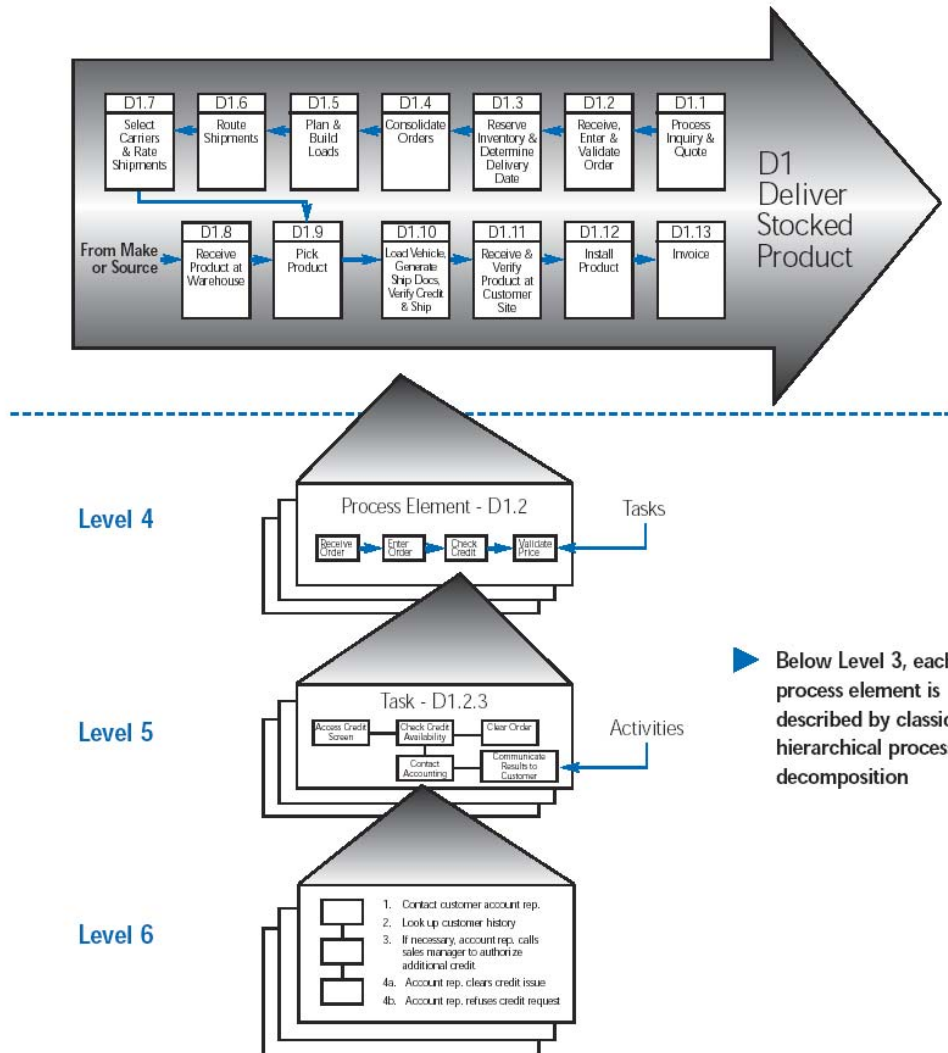 D1.7
Select
Carriers
& Rate
Shipments
D1.6
Route
Shipments
D1.5
Plan &
Build
Loads
D1.4
Consolidate
Orders
D1.3
Reserve
Inventory &
Determine
Delivery
Date
D1.2
Receive,
Enter &
Validate
Order
D1.1
Process
Inquiry &
Quote
D1
Deliver
Stocked
Product
From Make
or Source
D1.8
Receive
Product at
Warehouse
D1.9
Pick
Product
D1.10
Load Vehicle,
Generate
Ship Docs,
Verify Credit
& Ship
D1.11
Receive &
Verify
Product at
Customer
Site
D1.12
Install
Product
D1.13
Invoice
Level 4
Process Element - D1.2
Receive
Order
Enter
Order
Check
Credit
Validate
Price
Tasks
Level 5
Task - D1.2.3
Access Credit
Screen
Check Credit
Availability
Clear Order
Contact
Accounting
Communicate
Results to
Customer
Activities
Below Level 3, each
process element is
described by classic
hierarchical process
decomposition
Level 6
1. Contact customer account rep.
2. Look up customer history
3. If necessary, account rep. calls
sales manager to authorize
additional credit
4a. Account rep. clears credit issue
4b. Account rep. refuses credit request